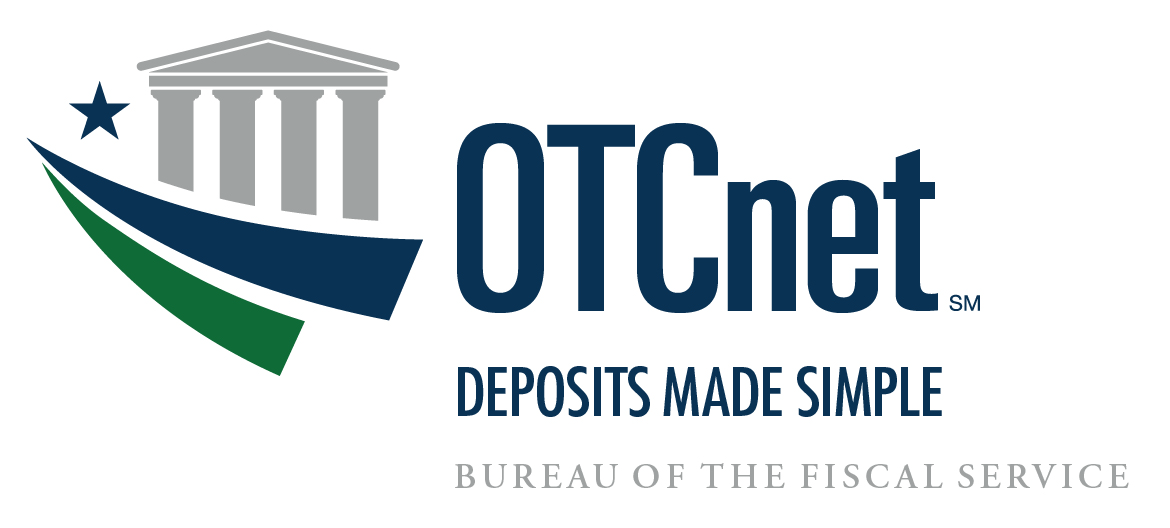 OTCnet SM
DEPOSITS MADE SIMPLE
BUREAU OF THE FISCAL SERVICE